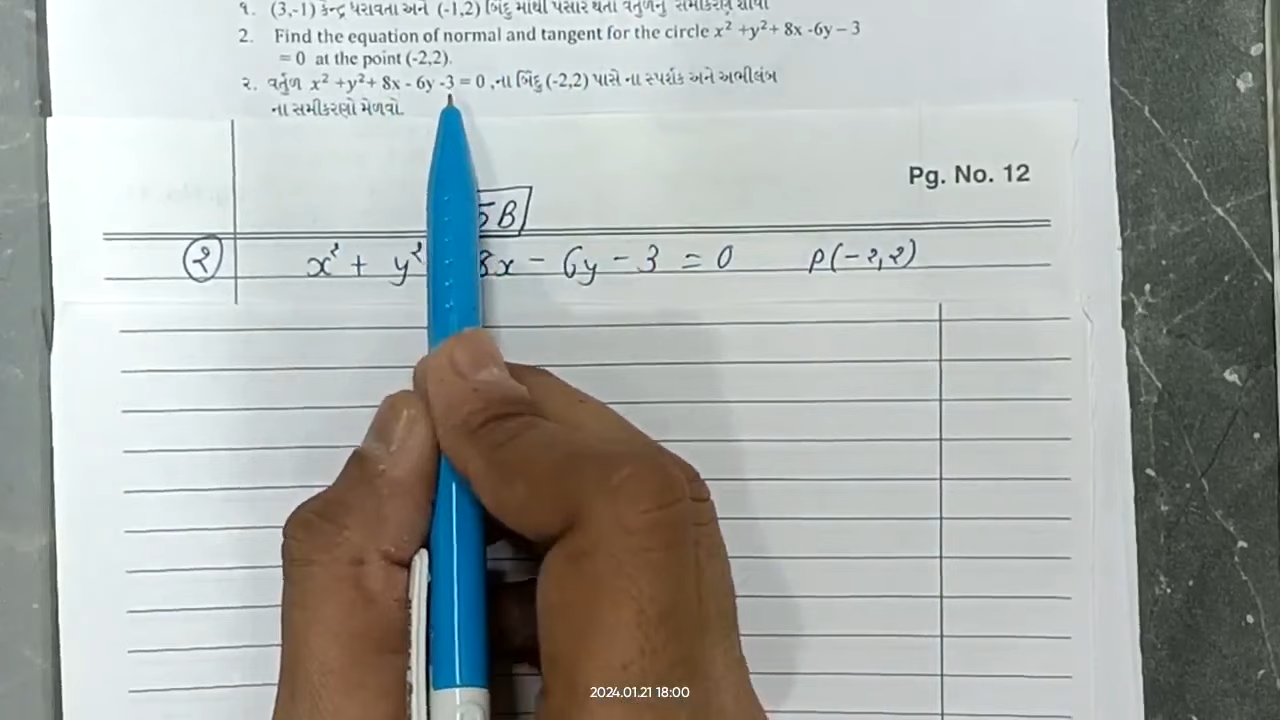 ૧. (3,-1) કેન્દ્ર ધરાવતા અને (-1,2) બિંદુ માંથી પસાર થતા વર્તુળનું સમીકરણ શોધો
2. Find the equation of normal and tangent for the circle x² +y²+ 8x -6y – 3
= 0 at the point (-2,2).
૨. વર્તુળ x² +y²+ 8x - 6y -3 = 0 ,ના બિંદુ (-2,2) પાસે ના સ્પર્શક અને અભીલંબ
ના સમીકરણો મેળવો.
Pg. No. 12
5B
૨ x² + y² 8x - 6y - 3 = 0 P(-2,2)
2024.01.21 18:00